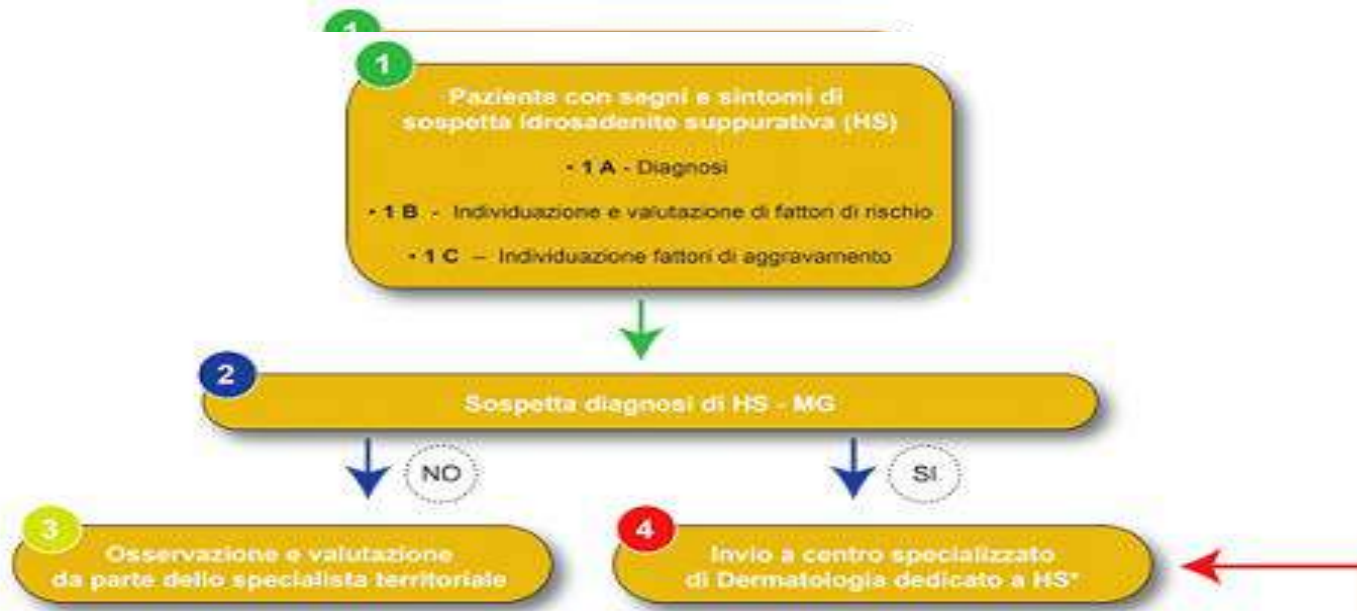 1
1
Paziente con segni e sintomi di
sospetta idrosadenite suppurativa (HS)
• 1 A - Diagnosi
• 1 B - Individuazione e valutazione di fattori di rischio
• 1 C – Individuazione fattori di aggravamento
2
Sospetta diagnosi di HS - MG
NO
SI
3
Osservazione e valutazione
da parte dello specialista territoriale
4
Invio a centro specializzato
di Dermatologia dedicato a HS*